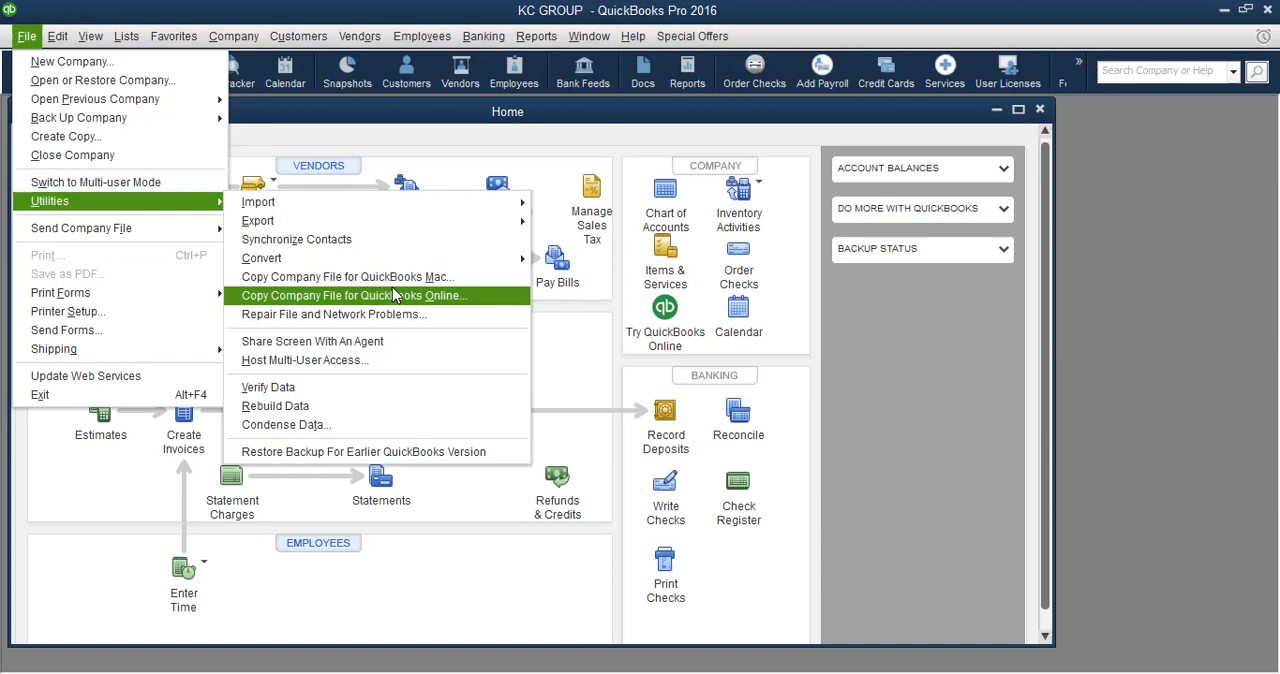 qb
KC GROUP - QuickBooks Pro 2016
File Edit View Lists Favorites Company Customers Vendors Employees Banking Reports Window Help Special Offers
Calendar Snapshots Customers Vendors Employees Bank Feeds Docs Reports Order Checks Add Payroll Credit Cards Services User Licenses
Search Company or Help
Home
New Company...
Open or Restore Company...
Open Previous Company
Back Up Company
Create Copy...
Close Company
Switch to Multi-user Mode
Utilities
Send Company File
Print... Ctrl+P
Save as PDF...
Print Forms
Printer Setup...
Send Forms...
Shipping
Update Web Services
Exit Alt+F4
Import
Export
Synchronize Contacts
Convert
Copy Company File for QuickBooks Mac...
Copy Company File for QuickBooks Online...
Repair File and Network Problems...
Share Screen With An Agent
Host Multi-User Access...
Verify Data
Rebuild Data
Condense Data...
Restore Backup For Earlier QuickBooks Version
VENDORS
Manage
Sales
Tax
Pay Bills
Estimates
Create
Invoices
Statement
Charges
Statements
Refunds
& Credits
EMPLOYEES
Enter
Time
COMPANY
Chart of
Accounts
Inventory
Activities
Items &
Services
Order
Checks
qb
Try QuickBooks
Online
Calendar
BANKING
Record
Deposits
Reconcile
Write
Checks
Check
Register
Print
Checks
ACCOUNT BALANCES
DO MORE WITH QUICKBOOKS
BACKUP STATUS